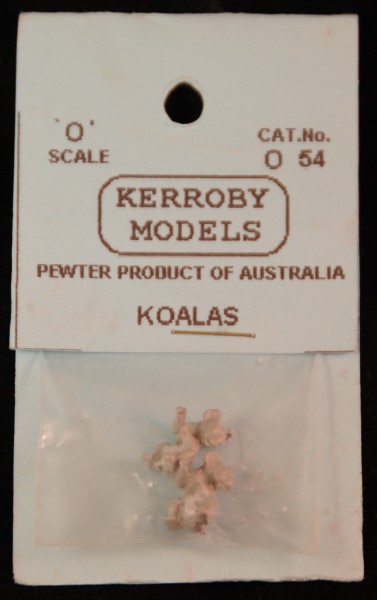 'O'
SCALE
CAT.No.
O 54
KERROBY
MODELS
PEWTER PRODUCT OF AUSTRALIA
KOALAS